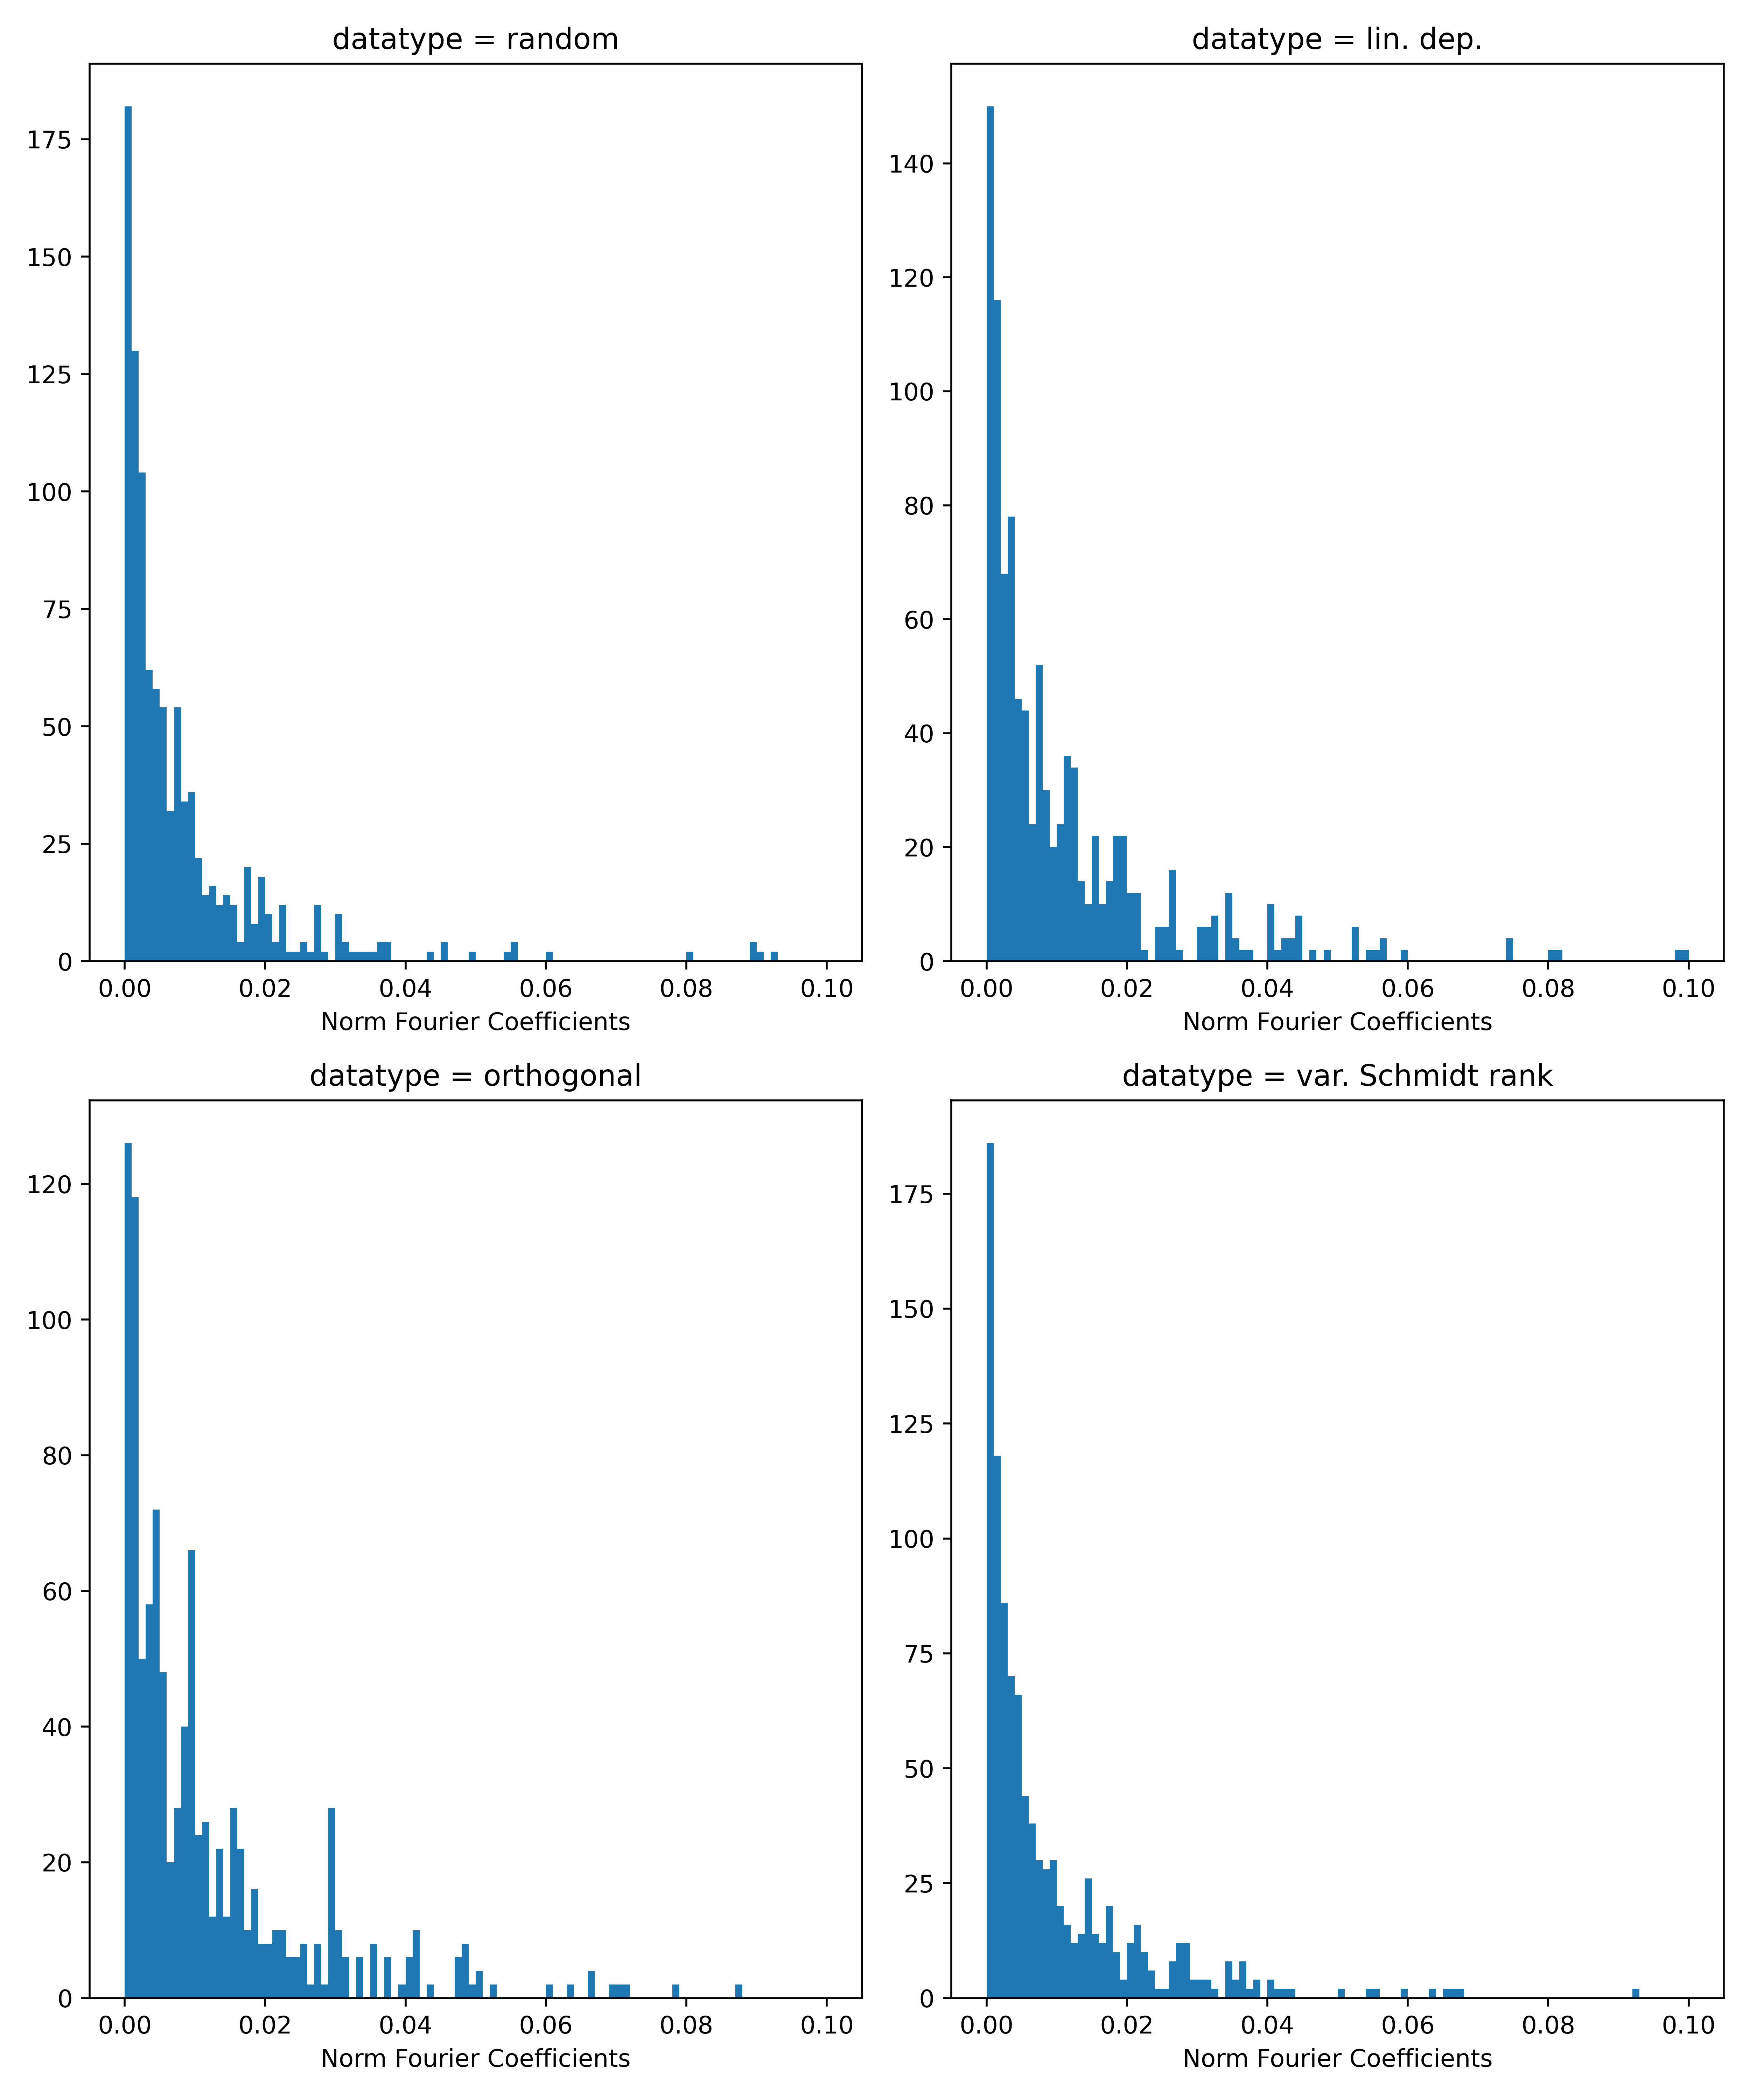 datatype = random
175
150
125
100
75
50
25
0
0.00 0.02 0.04 0.06 0.08 0.10
Norm Fourier Coefficients
datatype = lin. dep.
140
120
100
80
60
40
20
0
0.00 0.02 0.04 0.06 0.08 0.10
Norm Fourier Coefficients
datatype = orthogonal
120
100
80
60
40
20
0
0.00 0.02 0.04 0.06 0.08 0.10
Norm Fourier Coefficients
datatype = var. Schmidt rank
175
150
125
100
75
50
25
0
0.00 0.02 0.04 0.06 0.08 0.10
Norm Fourier Coefficients